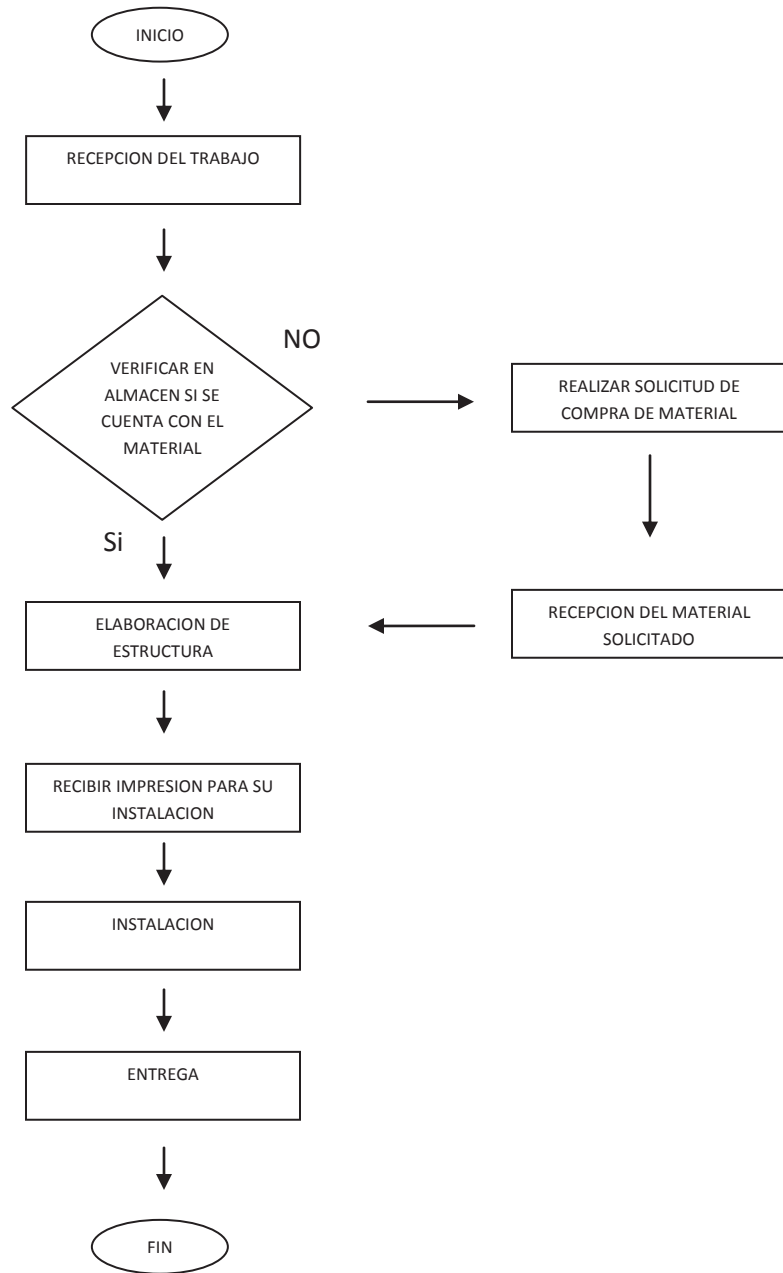 INICIO
RECEPCION DEL TRABAJO
NO
VERIFICAR EN
ALMACEN SI SE
CUENTA CON EL
MATERIAL
REALIZAR SOLICITUD DE
COMPRA DE MATERIAL
Si
ELABORACION DE
ESTRUCTURA
RECEPCION DEL MATERIAL
SOLICITADO
RECIBIR IMPRESION PARA SU
INSTALACION
INSTALACION
ENTREGA
FIN